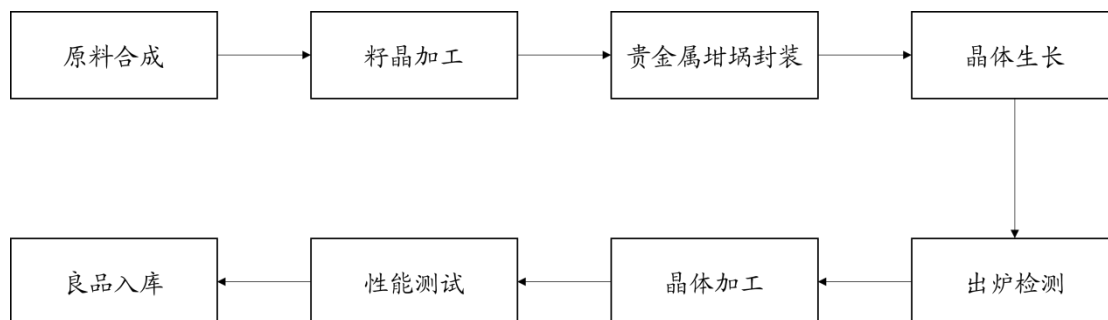 原料合成
籽晶加工
贵金属坩埚封装
晶体生长
出炉检测
晶体加工
性能测试
良品入库